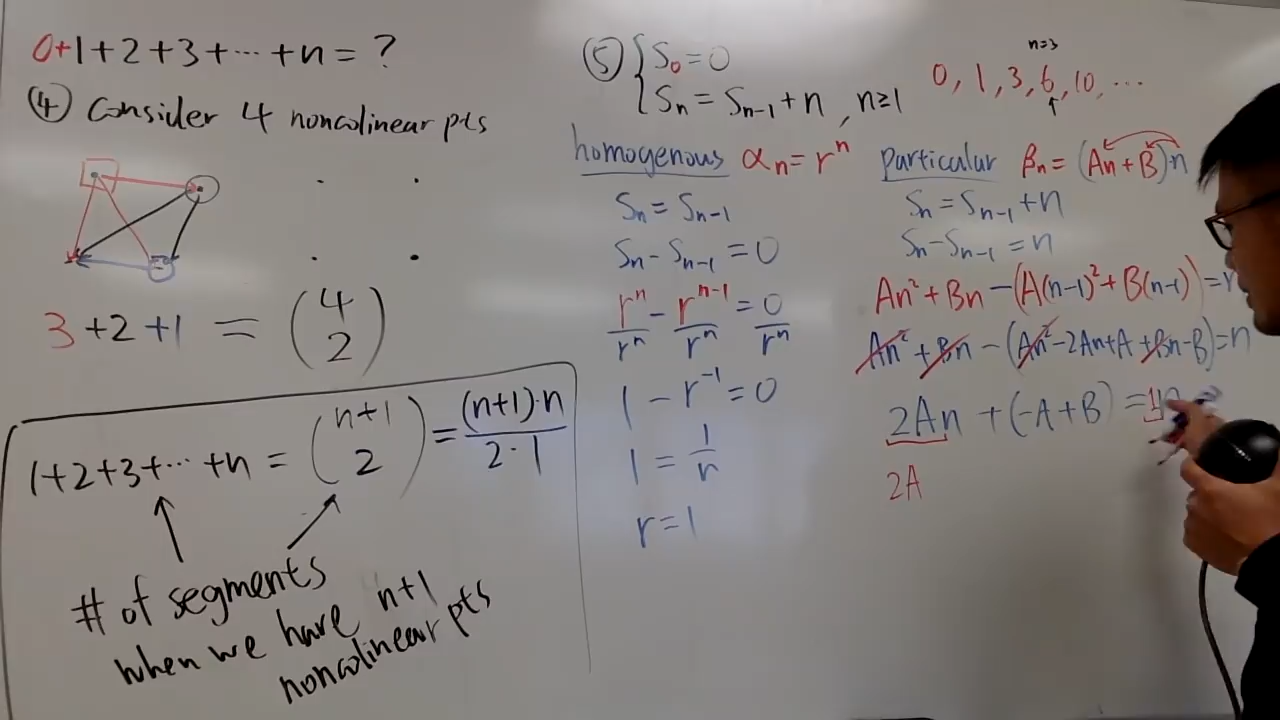 0+1+2+3+⋯+n=?
④ Consider 4 noncolinear pts
3+2+1 = (4 2)
1+2+3+⋯+n = (n+1 2) = (n+1)·n / 2·1
# of segments
when we have n+1
noncolinear pts
⑤ { S₀=0
Sₙ=Sₙ₋₁+n, n≥1
n=3
0, 1, 3, 6, 10, ⋯
homogenous αₙ=rⁿ
Sₙ=Sₙ₋₁
Sₙ-Sₙ₋₁=0
rⁿ/rⁿ - rⁿ⁻¹/rⁿ = 0/rⁿ
1-r⁻¹=0
1=1/r
r=1
particular βₙ=(An+B)n
Sₙ=Sₙ₋₁+n
Sₙ-Sₙ₋₁=n
An²+Bn-(A(n-1)²+B(n-1))=
An²+Bn-(An²-2An+A+Bn-B)=n
2An+(-A+B)=1
2A